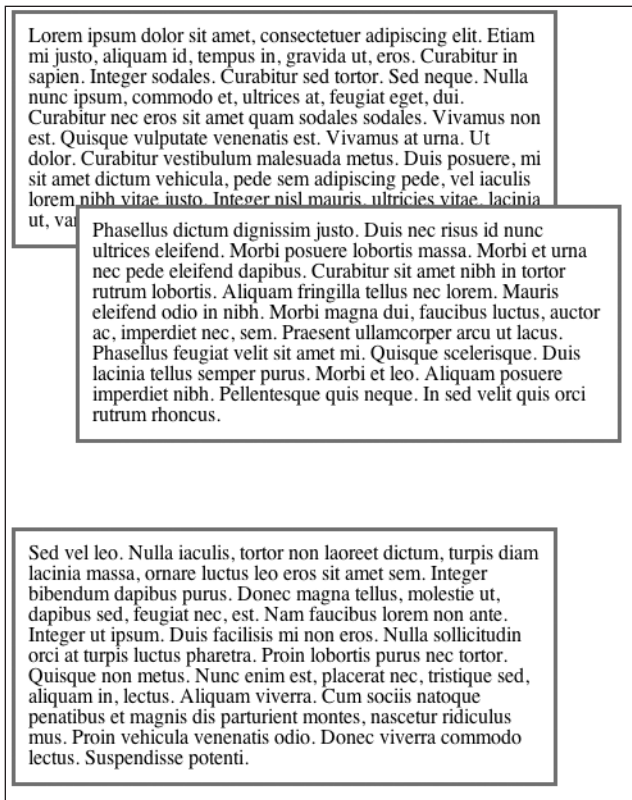 Lorem ipsum dolor sit amet, consectetuer adipiscing elit. Etiam
mi justo, aliquam id, tempus in, gravida ut, eros. Curabitur in
sapien. Integer sodales. Curabitur sed tortor. Sed neque. Nulla
nunc ipsum, commodo et, ultrices at, feugiat eget, dui.
Curabitur nec eros sit amet quam sodales sodales. Vivamus non
est. Quisque vulputate venenatis est. Vivamus at urna. Ut
dolor. Curabitur vestibulum malesuada metus. Duis posuere, mi
sit amet dictum vehicula, pede sem adipiscing pede, vel iaculis
lorem nibh vitae justo. Integer nisl mauris, ultricies vitae, lacinia
ut,
Phasellus dictum dignissim justo. Duis nec risus id nunc
ultrices eleifend. Morbi posuere lobortis massa. Morbi et urna
nec pede eleifend dapibus. Curabitur sit amet nibh in tortor
rutrum lobortis. Aliquam fringilla tellus nec lorem. Mauris
eleifend odio in nibh. Morbi magna dui, faucibus luctus, auctor
ac, imperdiet nec, sem. Praesent ullamcorper arcu ut lacus.
Phasellus feugiat velit sit amet mi. Quisque scelerisque. Duis
lacinia tellus semper purus. Morbi et leo. Aliquam posuere
imperdiet nibh. Pellentesque quis neque. In sed velit quis orci
rutrum rhoncus.
Sed vel leo. Nulla iaculis, tortor non laoreet dictum, turpis diam
lacinia massa, ornare luctus leo eros sit amet sem. Integer
bibendum dapibus purus. Donec magna tellus, molestie ut,
dapibus sed, feugiat nec, est. Nam faucibus lorem non ante.
Integer ut ipsum. Duis facilisis mi non eros. Nulla sollicitudin
orci at turpis luctus pharetra. Proin lobortis purus nec tortor.
Quisque non metus. Nunc enim est, placerat nec, tristique sed,
aliquam in, lectus. Aliquam viverra. Cum sociis natoque
penatibus et magnis dis parturient montes, nascetur ridiculus
mus. Proin vehicula venenatis odio. Donec viverra commodo
lectus. Suspendisse potenti.